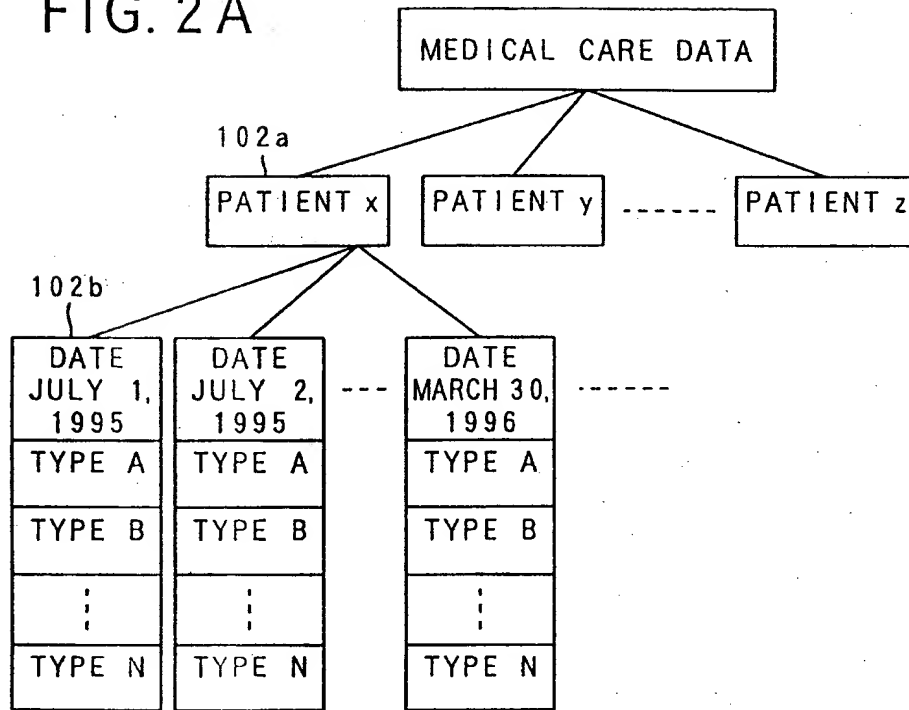 FIG. 2A
MEDICAL CARE DATA
102a
PATIENT x
PATIENT y
PATIENT z
102b
DATE
JULY 1,
1995
TYPE A
TYPE B
TYPE N
DATE
JULY 2,
1995
TYPE A
TYPE B
TYPE N
DATE
MARCH 30,
1996
TYPE A
TYPE B
TYPE N